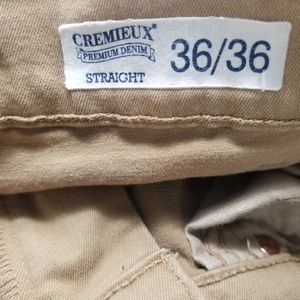 CREMIEUX
PREMIUM DENIM
STRAIGHT
36/36